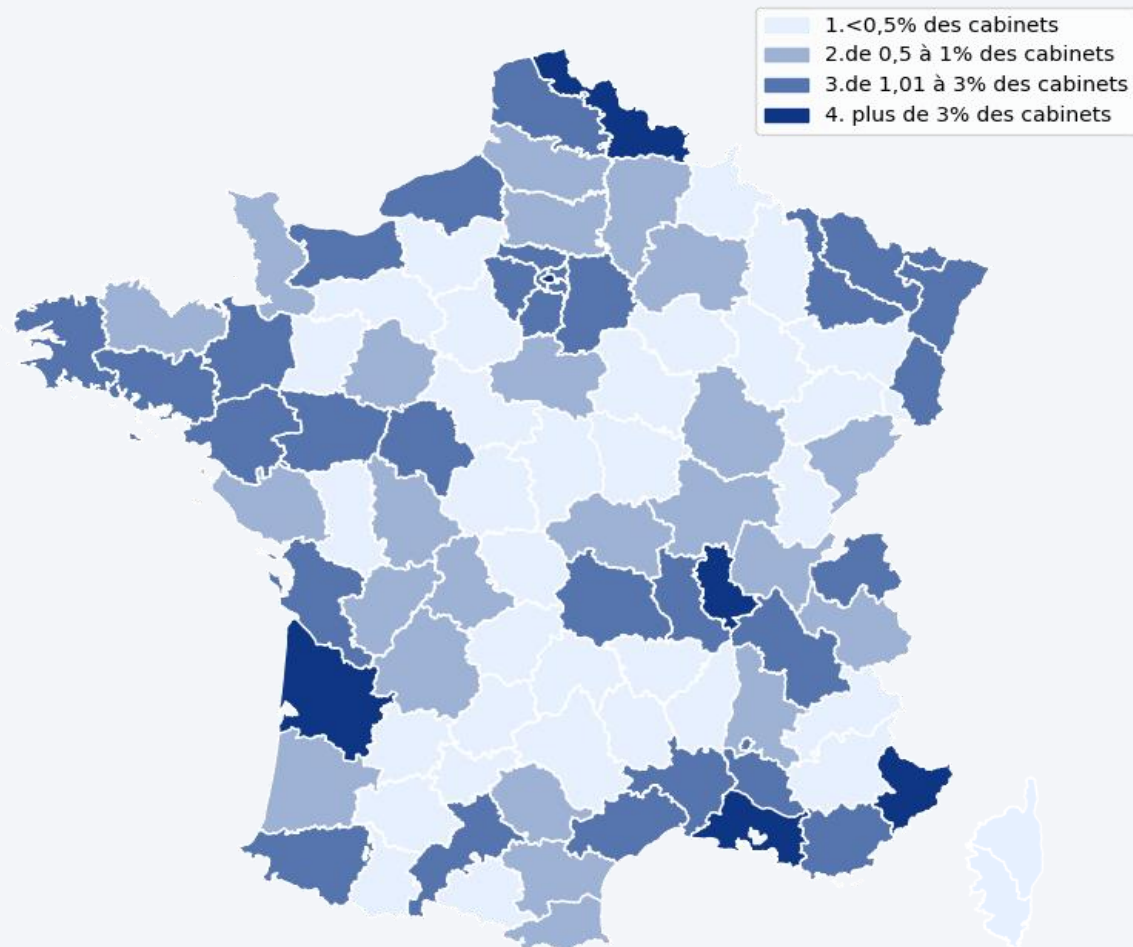 1.<0,5% des cabinets
2.de 0,5 à 1% des cabinets
3.de 1,01 à 3% des cabinets
4. plus de 3% des cabinets